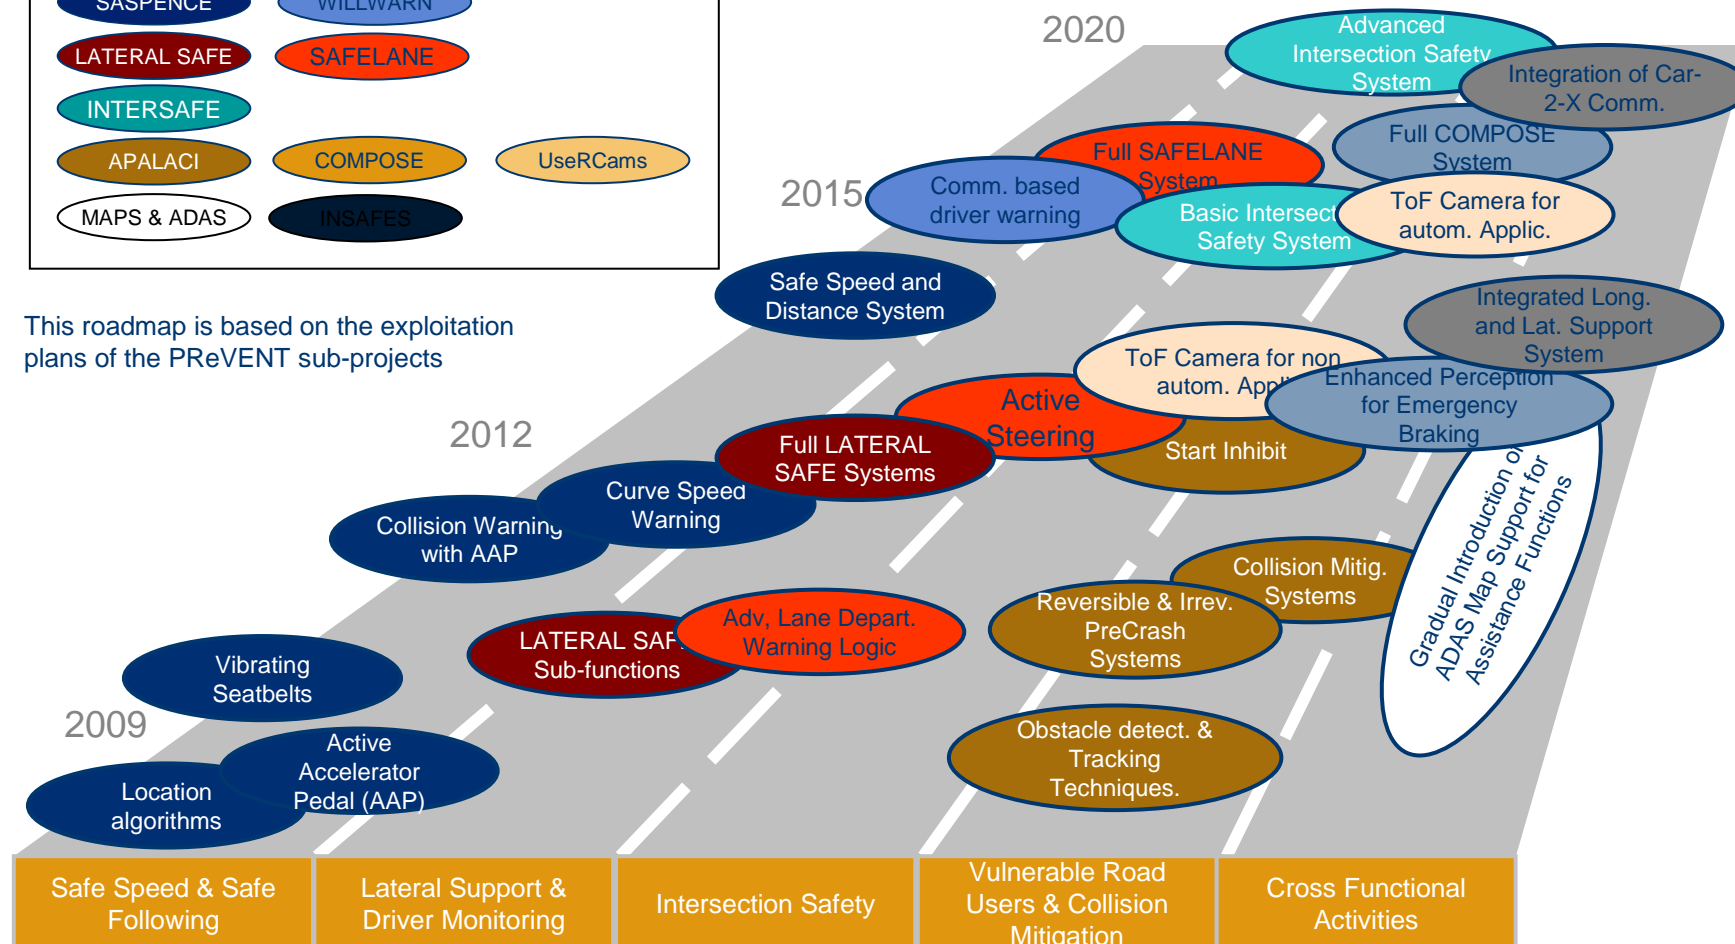 SASPENCE
WILLWARN
LATERAL SAFE
SAFELANE
INTERSAFE
APALACI
COMPOSE
UseRCams
MAPS & ADAS
INSAFES
This roadmap is based on the exploitation
plans of the PReVENT sub-projects
2020
Advanced
Intersection Safety
System
Integration of Car-
2-X Comm.
Full COMPOSE
System
Full SAFELANE
System
2015
Comm. based
driver warning
Basic Intersect
Safety System
ToF Camera for
autom. Applic.
Safe Speed and
Distance System
Integrated Long.
and Lat. Support
System
ToF Camera for non
autom. Appli
Enhanced Perception
for Emergency
Braking
Active
Steering
2012
Full LATERAL
SAFE Systems
Start Inhibit
Curve Speed
Warning
Collision Warning
with AAP
Gradual Introduction of
ADAS Map Support for
Assistance Functions
Collision Mitig.
Systems
Reversible & Irrev.
PreCrash
Systems
LATERAL SAF
Sub-functions
Adv, Lane Depart.
Warning Logic
Vibrating
Seatbelts
2009
Obstacle detect. &
Tracking
Techniques.
Active
Accelerator
Pedal (AAP)
Location
algorithms
Safe Speed & Safe
Following
Lateral Support &
Driver Monitoring
Intersection Safety
Vulnerable Road
Users & Collision
Mitigation
Cross Functional
Activities